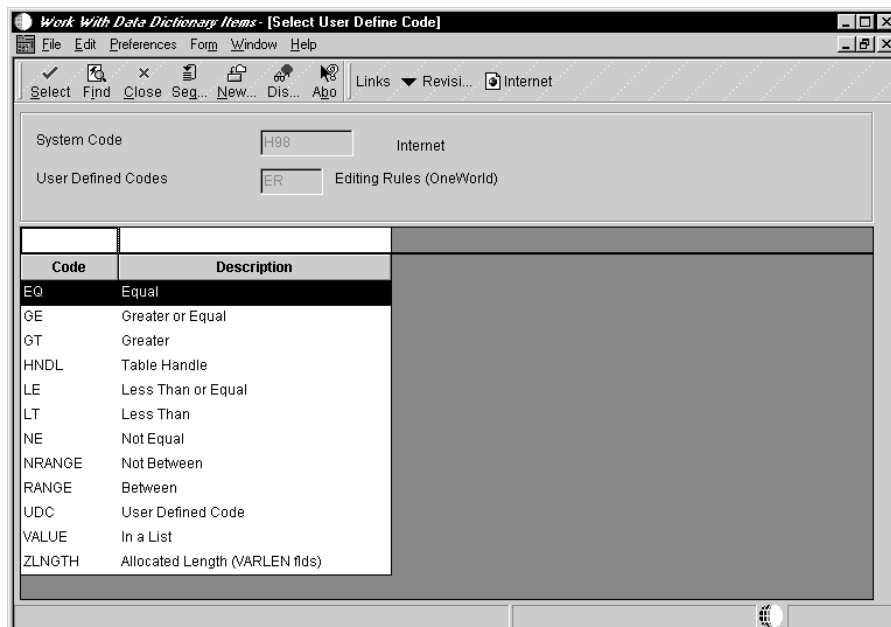 Work With Data Dictionary Items - [Select User Define Code]
File Edit Preferences Form Window Help
Select Find Close Seq... New... Dis... Abo Links Revisi... Internet
System Code H98 Internet
User Defined Codes ER Editing Rules (OneWorld)
Code Description
EQ Equal
GE Greater or Equal
GT Greater
HNDL Table Handle
LE Less Than or Equal
LT Less Than
NE Not Equal
NRANGE Not Between
RANGE Between
UDC User Defined Code
VALUE In a List
ZLNGTH Allocated Length (VARLEN flds)